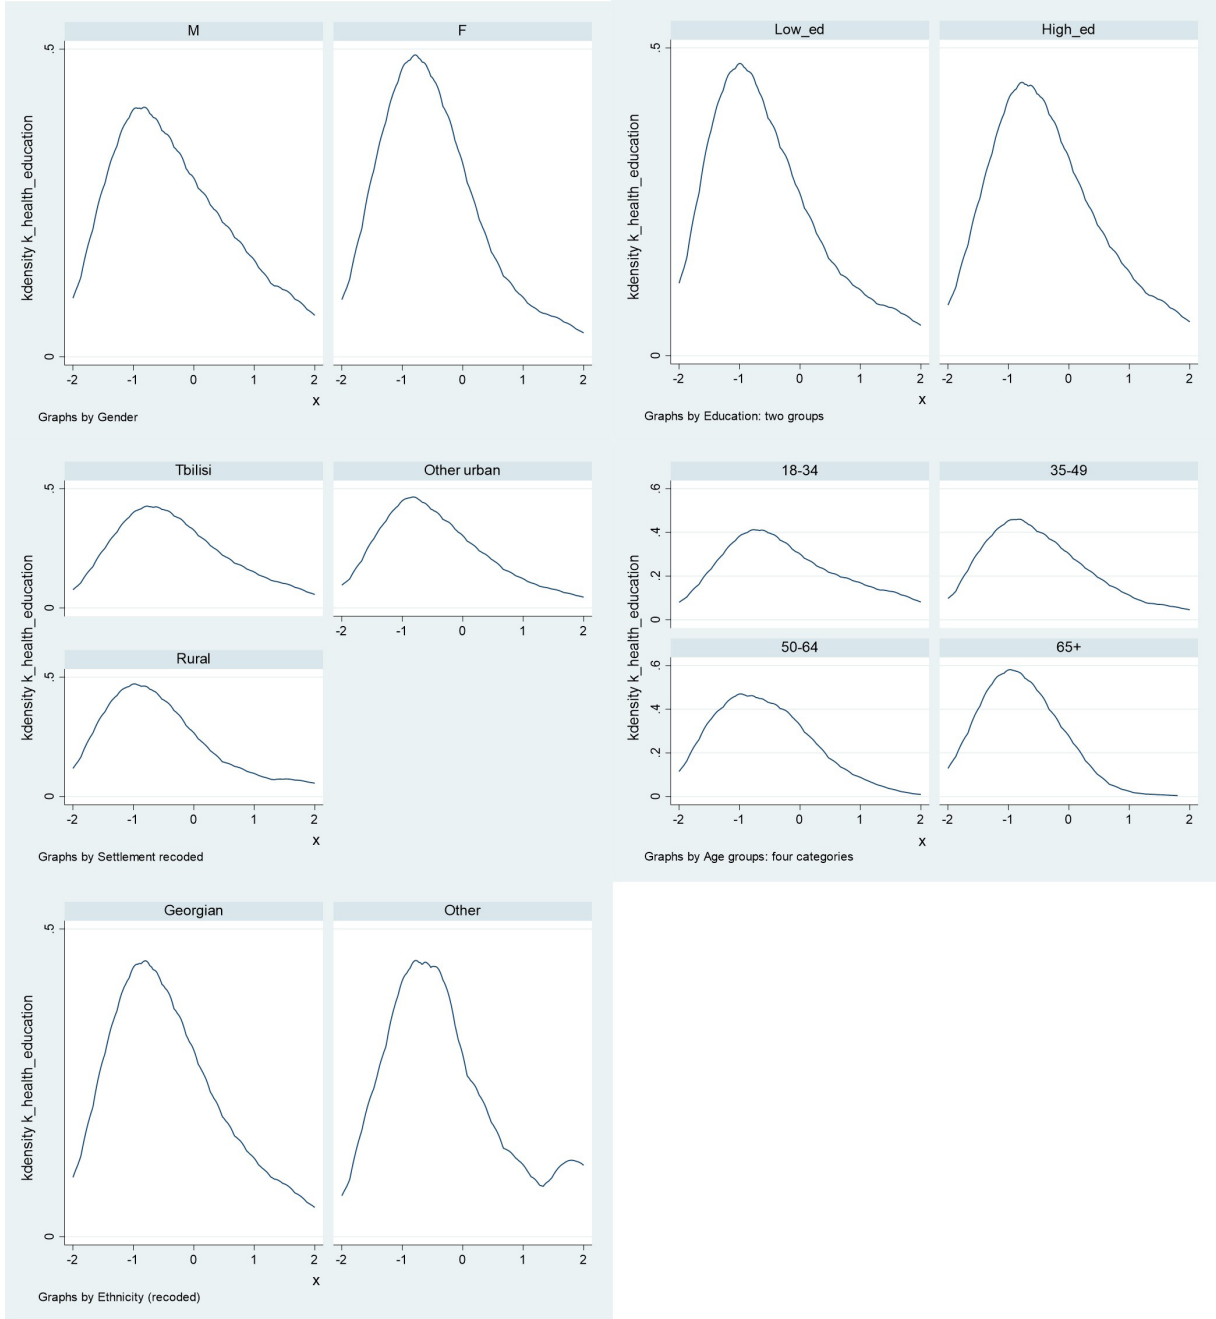 M F
.5
0
kdensity k_health_education
-2 -1 0 1 2 -2 -1 0 1 2
x
Graphs by Gender
Low_ed High_ed
.5
0
kdensity k_health_education
-2 -1 0 1 2 -2 -1 0 1 2
x
Graphs by Education: two groups
Tbilisi Other urban
.5
0
-2 -1 0 1 2
kdensity k_health_education
Rural
.5
0
-2 -1 0 1 2
x
Graphs by Settlement recoded
18-34 35-49
.6
.4
.2
0
kdensity k_health_education
50-64 65+
.6
.4
.2
0
-2 -1 0 1 2 -2 -1 0 1 2
x
Graphs by Age groups: four categories
Georgian Other
.5
0
kdensity k_health_education
-2 -1 0 1 2 -2 -1 0 1 2
x
Graphs by Ethnicity (recoded)